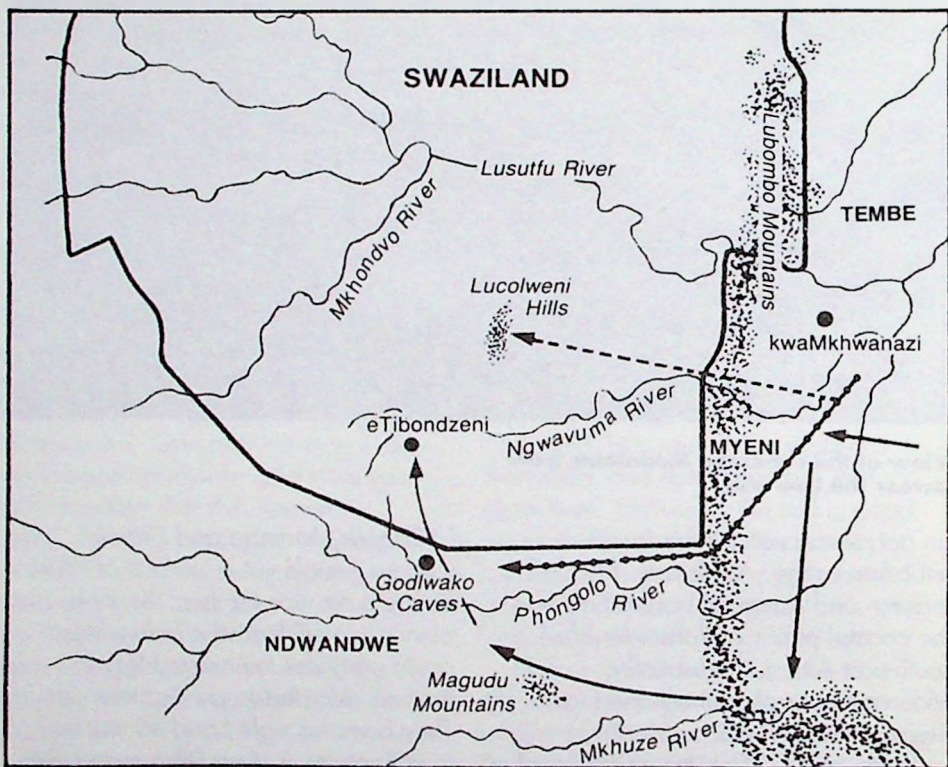 SWAZILAND
Lusutfu River
Mkhondvo River
Lubombo Mountains
TEMBE
Lucolweni
Hills
kwaMkhwanazi
eTibondzeni
Ngwavuma River
MYENI
Godlwako
Caves
Phongolo River
NDWANDWE
Magudu
Mountains
Mkhuze River